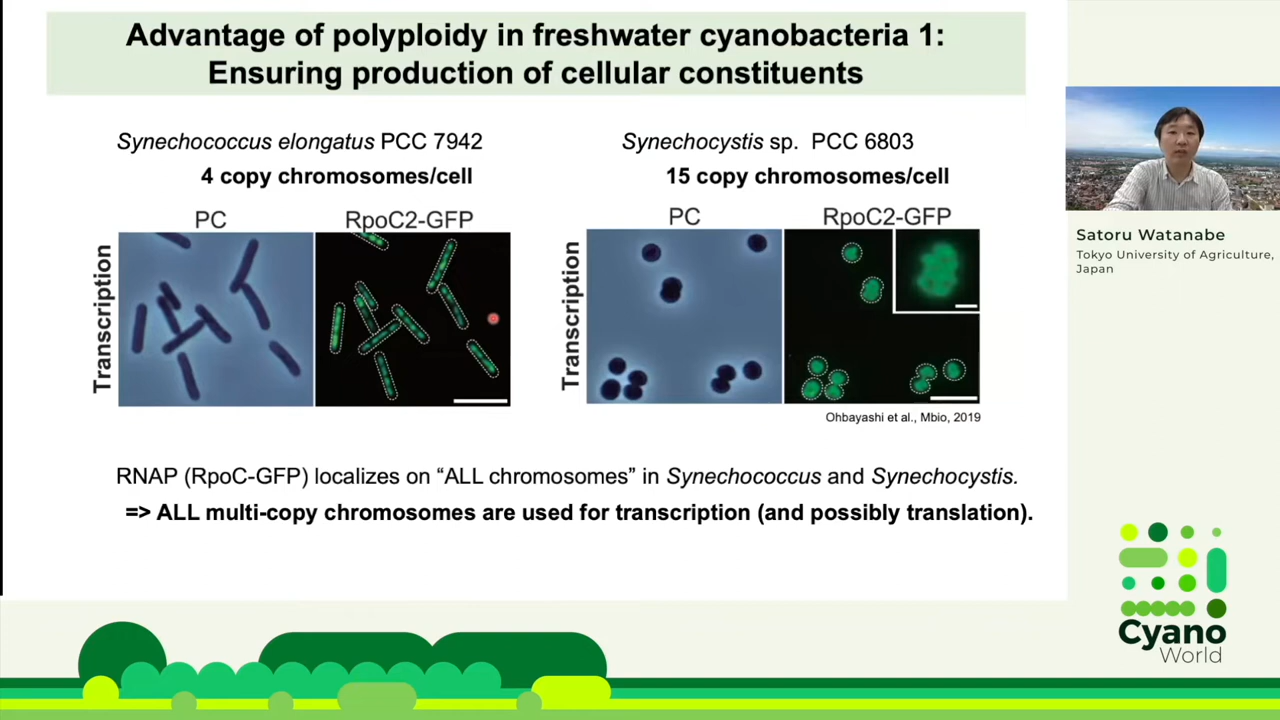 Advantage of polyploidy in freshwater cyanobacteria 1:
Ensuring production of cellular constituents
Synechococcus elongatus PCC 7942
4 copy chromosomes/cell
PC
RpoC2-GFP
Transcription
Synechocystis sp. PCC 6803
15 copy chromosomes/cell
PC
RpoC2-GFP
Transcription
Ohbayashi et al., Mbio, 2019
RNAP (RpoC-GFP) localizes on “ALL chromosomes” in Synechococcus and Synechocystis.
=> ALL multi-copy chromosomes are used for transcription (and possibly translation).
Satoru Watanabe
Tokyo University of Agriculture,
Japan
Cyano
World